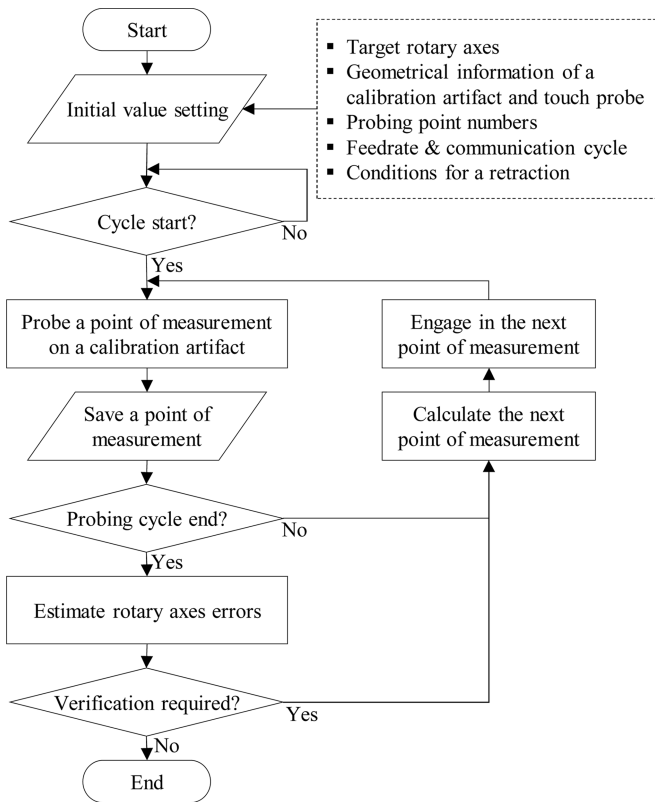 Start
Initial value setting
▪ Target rotary axes
▪ Geometrical information of a
calibration artifact and touch probe
▪ Probing point numbers
▪ Feedrate & communication cycle
▪ Conditions for a retraction
Cycle start?
No
Yes
Probe a point of measurement
on a calibration artifact
Engage in the next
point of measurement
Save a point of
measurement
Calculate the next
point of measurement
Probing cycle end?
No
Yes
Estimate rotary axes errors
Verification required?
Yes
No
End